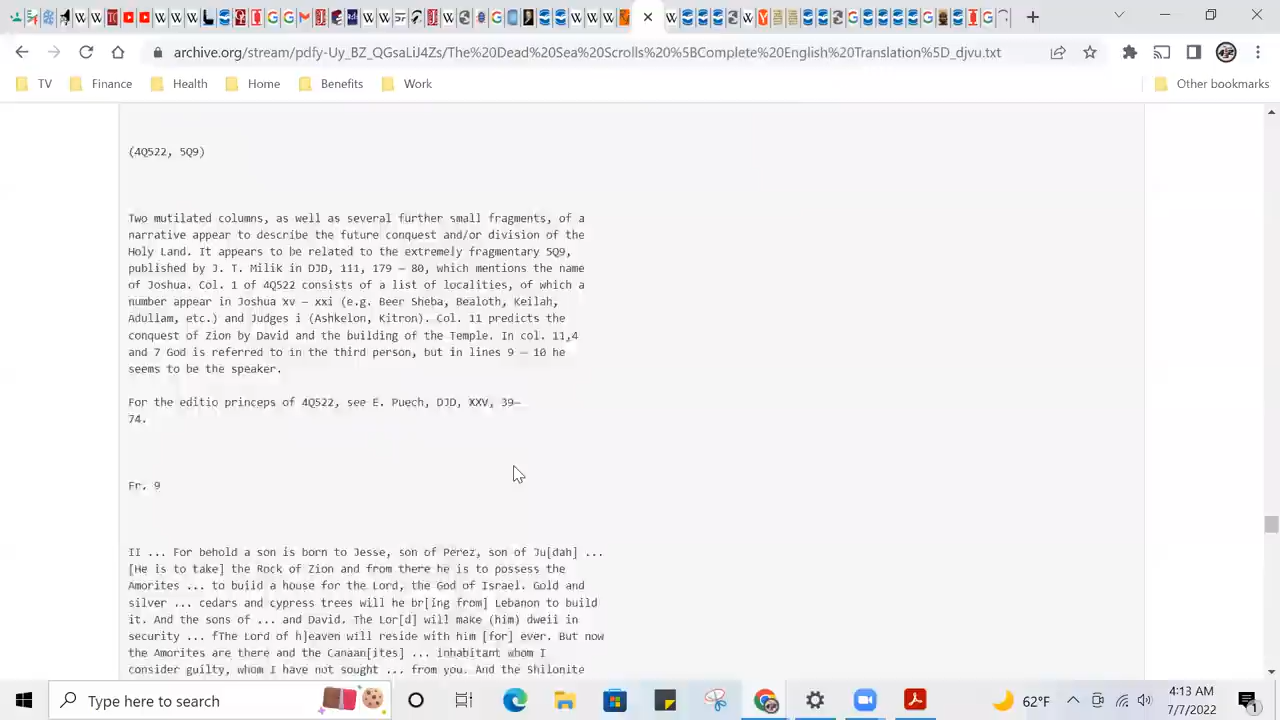 archive.org/stream/pdfy-Uy_BZ_QGsaLiJ4Zs/The%20Dead%20Sea%20Scrolls%20%5BComplete%20English%20Translation%5D_djvu.txt
TV Finance Health Home Benefits Work Other bookmarks
(4Q522, 5Q9)
Two mutilated columns, as well as several further small fragments, of a
narrative appear to describe the future conquest and/or division of the
Holy Land. It appears to be related to the extremely fragmentary 5Q9,
published by J. T. Milik in DJD, 111, 179 — 80, which mentions the name
of Joshua. Col. 1 of 4Q522 consists of a list of localities, of which a
number appear in Joshua xv — xxi (e.g. Beer Sheba, Bealoth, Keilah,
Adullam, etc.) and Judges i (Ashkelon, Kitron). Col. 11 predicts the
conquest of Zion by David and the building of the Temple. In col. 11,4
and 7 God is referred to in the third person, but in lines 9 — 10 he
seems to be the speaker.
For the editio princeps of 4Q522, see E. Puech, DJD, XXV, 39—
74.
Fr. 9
II ... For behold a son is born to Jesse, son of Perez, son of Ju[dah] ...
[He is to take] the Rock of Zion and from there he is to possess the
Amorites ... to build a house for the Lord, the God of Israel. Gold and
silver ... cedars and cypress trees will he br[ing from] Lebanon to build
it. And the sons of ... and David. The Lor[d] will make (him) dweii in
security ... fThe Lord of h]eaven will reside with him [for] ever. But now
the Amorites are there and the Canaan[ites] ... inhabitant whom I
consider guilty, whom I have not sought ... from you. And the Shilonite
Type here to search
62°F
4:13 AM
7/7/2022